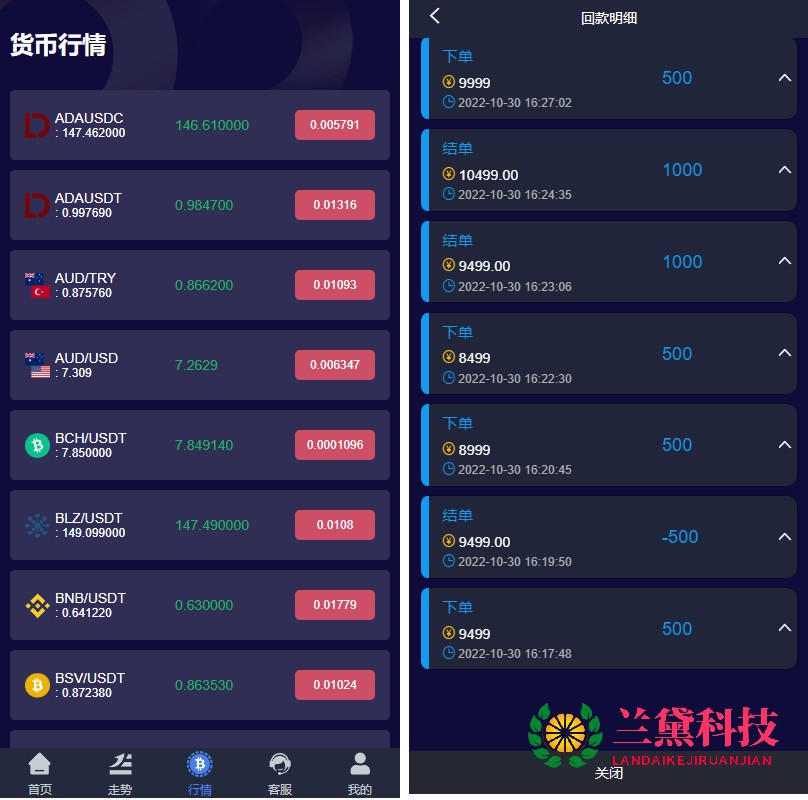 货币行情
ADAUSDC
: 147.462000
146.610000
0.005791
ADAUSDT
: 0.997690
0.984700
0.01316
AUD/TRY
: 0.875760
0.866200
0.01093
AUD/USD
: 7.309
7.2629
0.006347
BCH/USDT
: 7.850000
7.849140
0.0001096
BLZ/USDT
: 149.099000
147.490000
0.0108
BNB/USDT
: 0.641220
0.630000
0.01779
BSV/USDT
: 0.872380
0.863530
0.01024
首页
走势
行情
客服
我的
回款明细
下单
9999
2022-10-30 16:27:02
500
结单
10499.00
2022-10-30 16:24:35
1000
结单
9499.00
2022-10-30 16:23:06
1000
下单
8499
2022-10-30 16:22:30
500
下单
8999
2022-10-30 16:20:45
500
结单
9499.00
2022-10-30 16:19:50
-500
下单
9499
2022-10-30 16:17:48
500
兰黛科技
LANDAIKEJIRUANJIAN
关闭